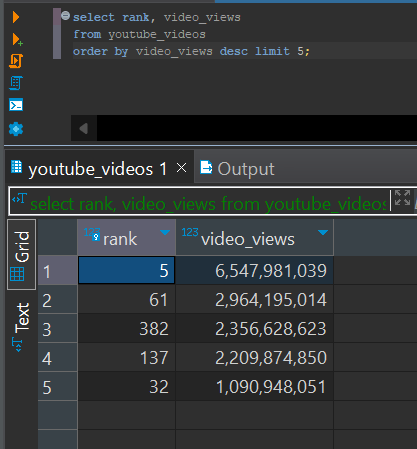 select rank, video_views
from youtube_videos
order by video_views desc limit 5;
youtube_videos 1
Output
select rank, video_views from youtube_videos
Grid
Text
123 rank
123 video_views
1 5 6,547,981,039
2 61 2,964,195,014
3 382 2,356,628,623
4 137 2,209,874,850
5 32 1,090,948,051